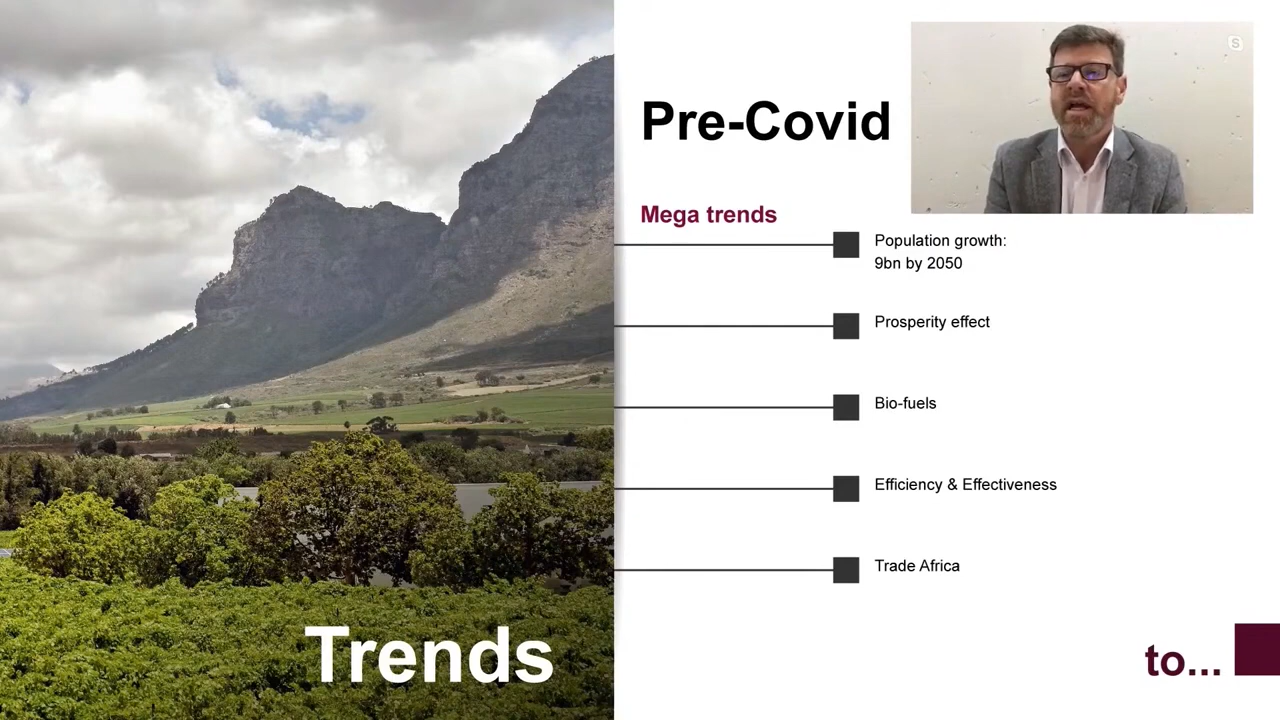 Pre-Covid
Mega trends
Population growth:
9bn by 2050
Prosperity effect
Bio-fuels
Efficiency & Effectiveness
Trade Africa
Trends
to...